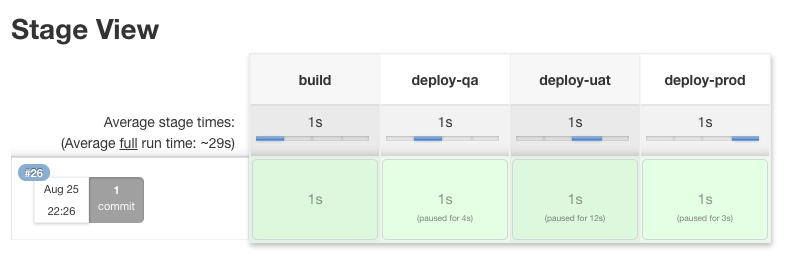 Stage View
build deploy-qa deploy-uat deploy-prod
Average stage times: 1s 1s 1s 1s
(Average full run time: ~29s)
#26
Aug 25
22:26
1
commit
1s 1s 1s 1s
(paused for 4s) (paused for 12s) (paused for 3s)